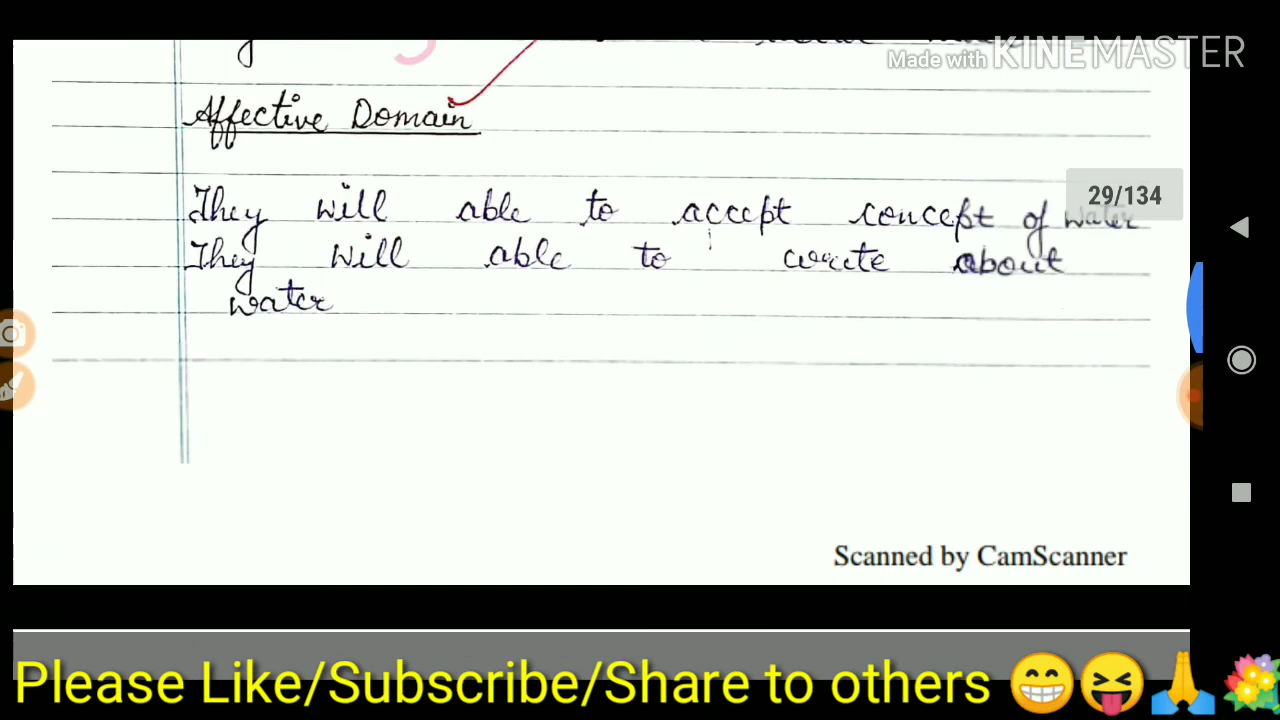 Made with KINEMASTER
Affective Domain
29/134
They will able to accept concept of water
They will able to write about
water
Scanned by CamScanner
Please Like/Subscribe/Share to others 😁😝🙏💐